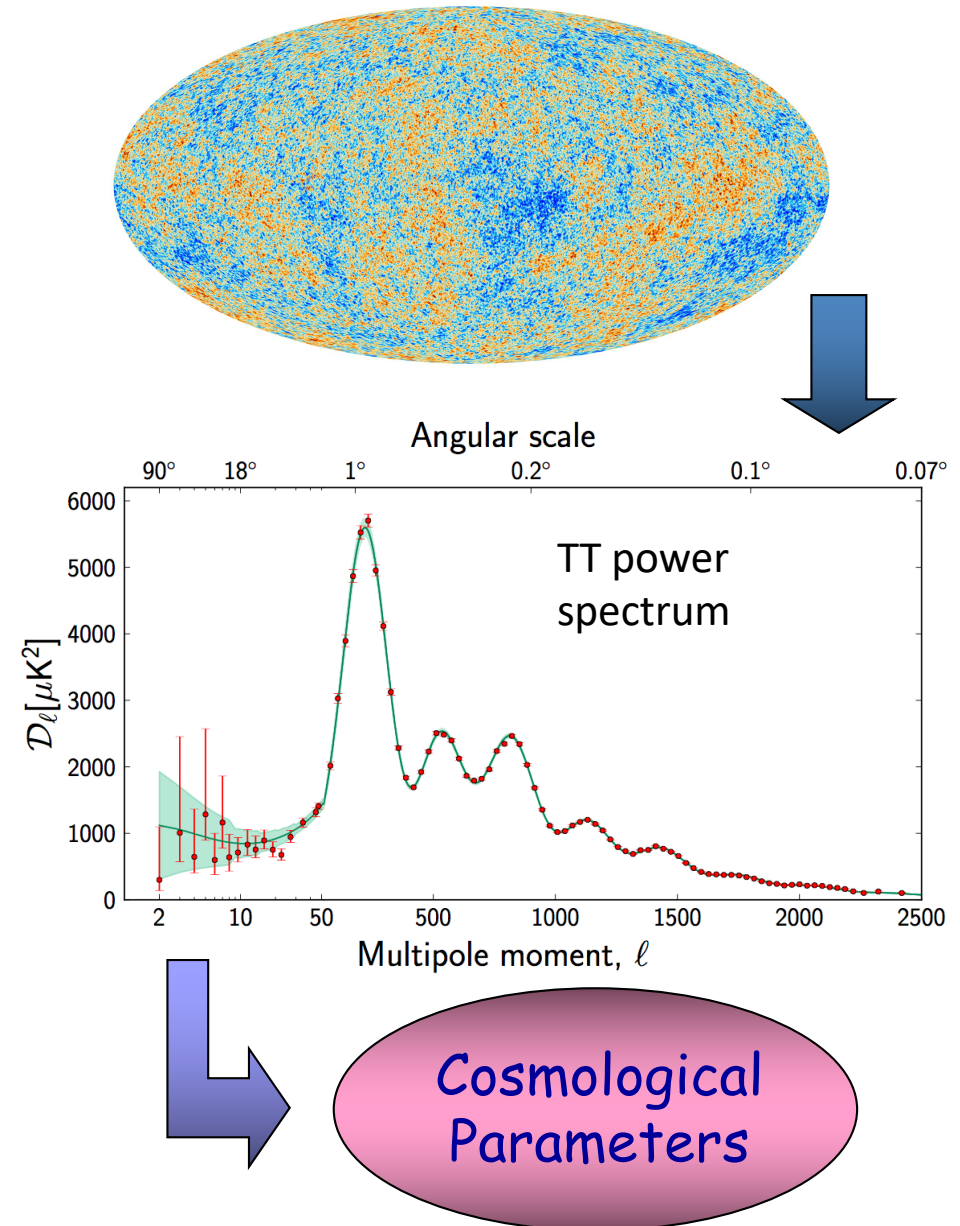 Angular scale
90° 18° 1° 0.2° 0.1° 0.07°
6000
5000
4000
3000
2000
1000
0
𝒟ℓ[μK²]
TT power
spectrum
2 10 50 500 1000 1500 2000 2500
Multipole moment, ℓ
Cosmological
Parameters